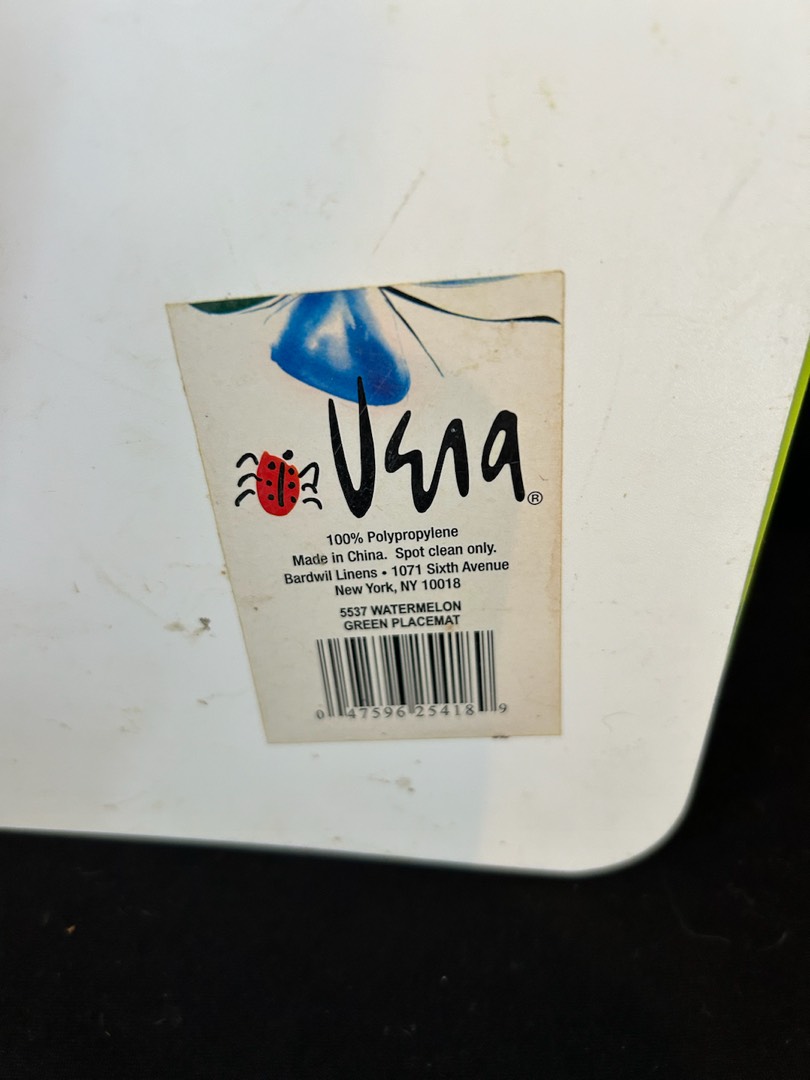 Vera®
100% Polypropylene
Made in China. Spot clean only.
Bardwil Linens • 1071 Sixth Avenue
New York, NY 10018
5537 WATERMELON
GREEN PLACEMAT
0 47596 25418 9